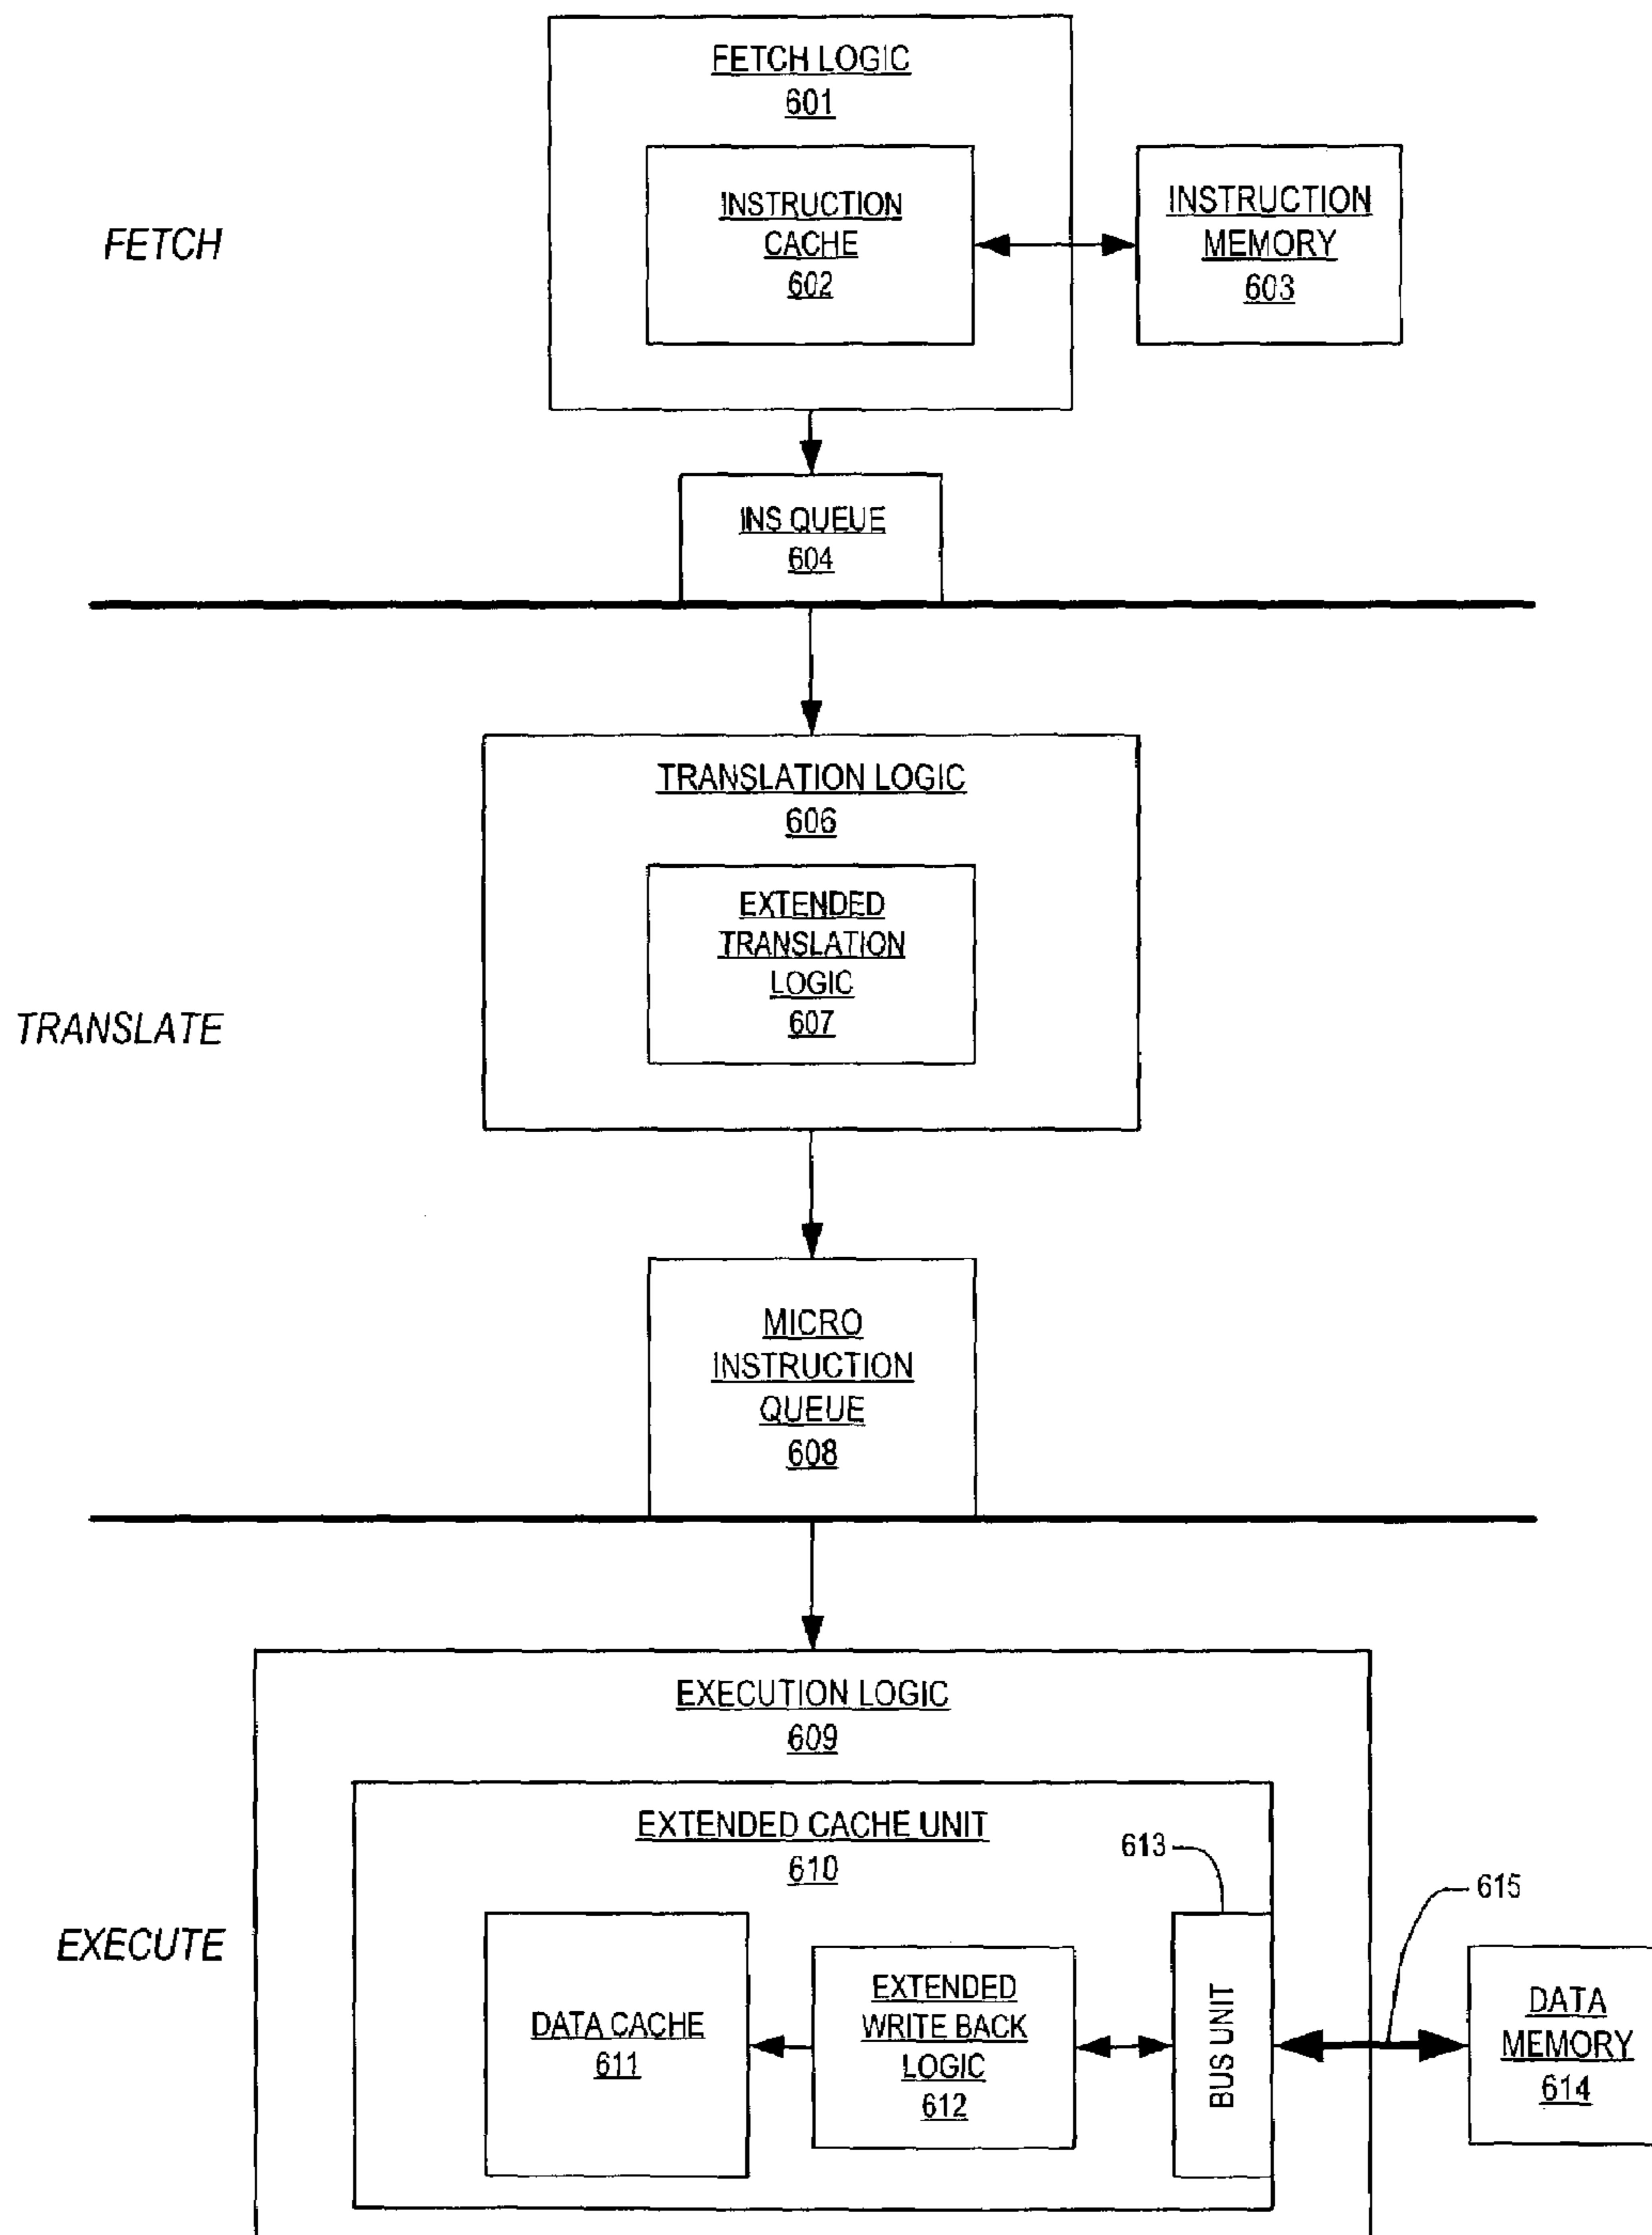 FETCH LOGIC
601
INSTRUCTION
CACHE
602
INSTRUCTION
MEMORY
603
FETCH
INS QUEUE
604
TRANSLATION LOGIC
606
EXTENDED
TRANSLATION
LOGIC
607
TRANSLATE
MICRO
INSTRUCTION
QUEUE
608
EXECUTION LOGIC
609
EXTENDED CACHE UNIT
610
613
615
EXECUTE
DATA CACHE
611
EXTENDED
WRITE BACK
LOGIC
612
BUS UNIT
DATA
MEMORY
614